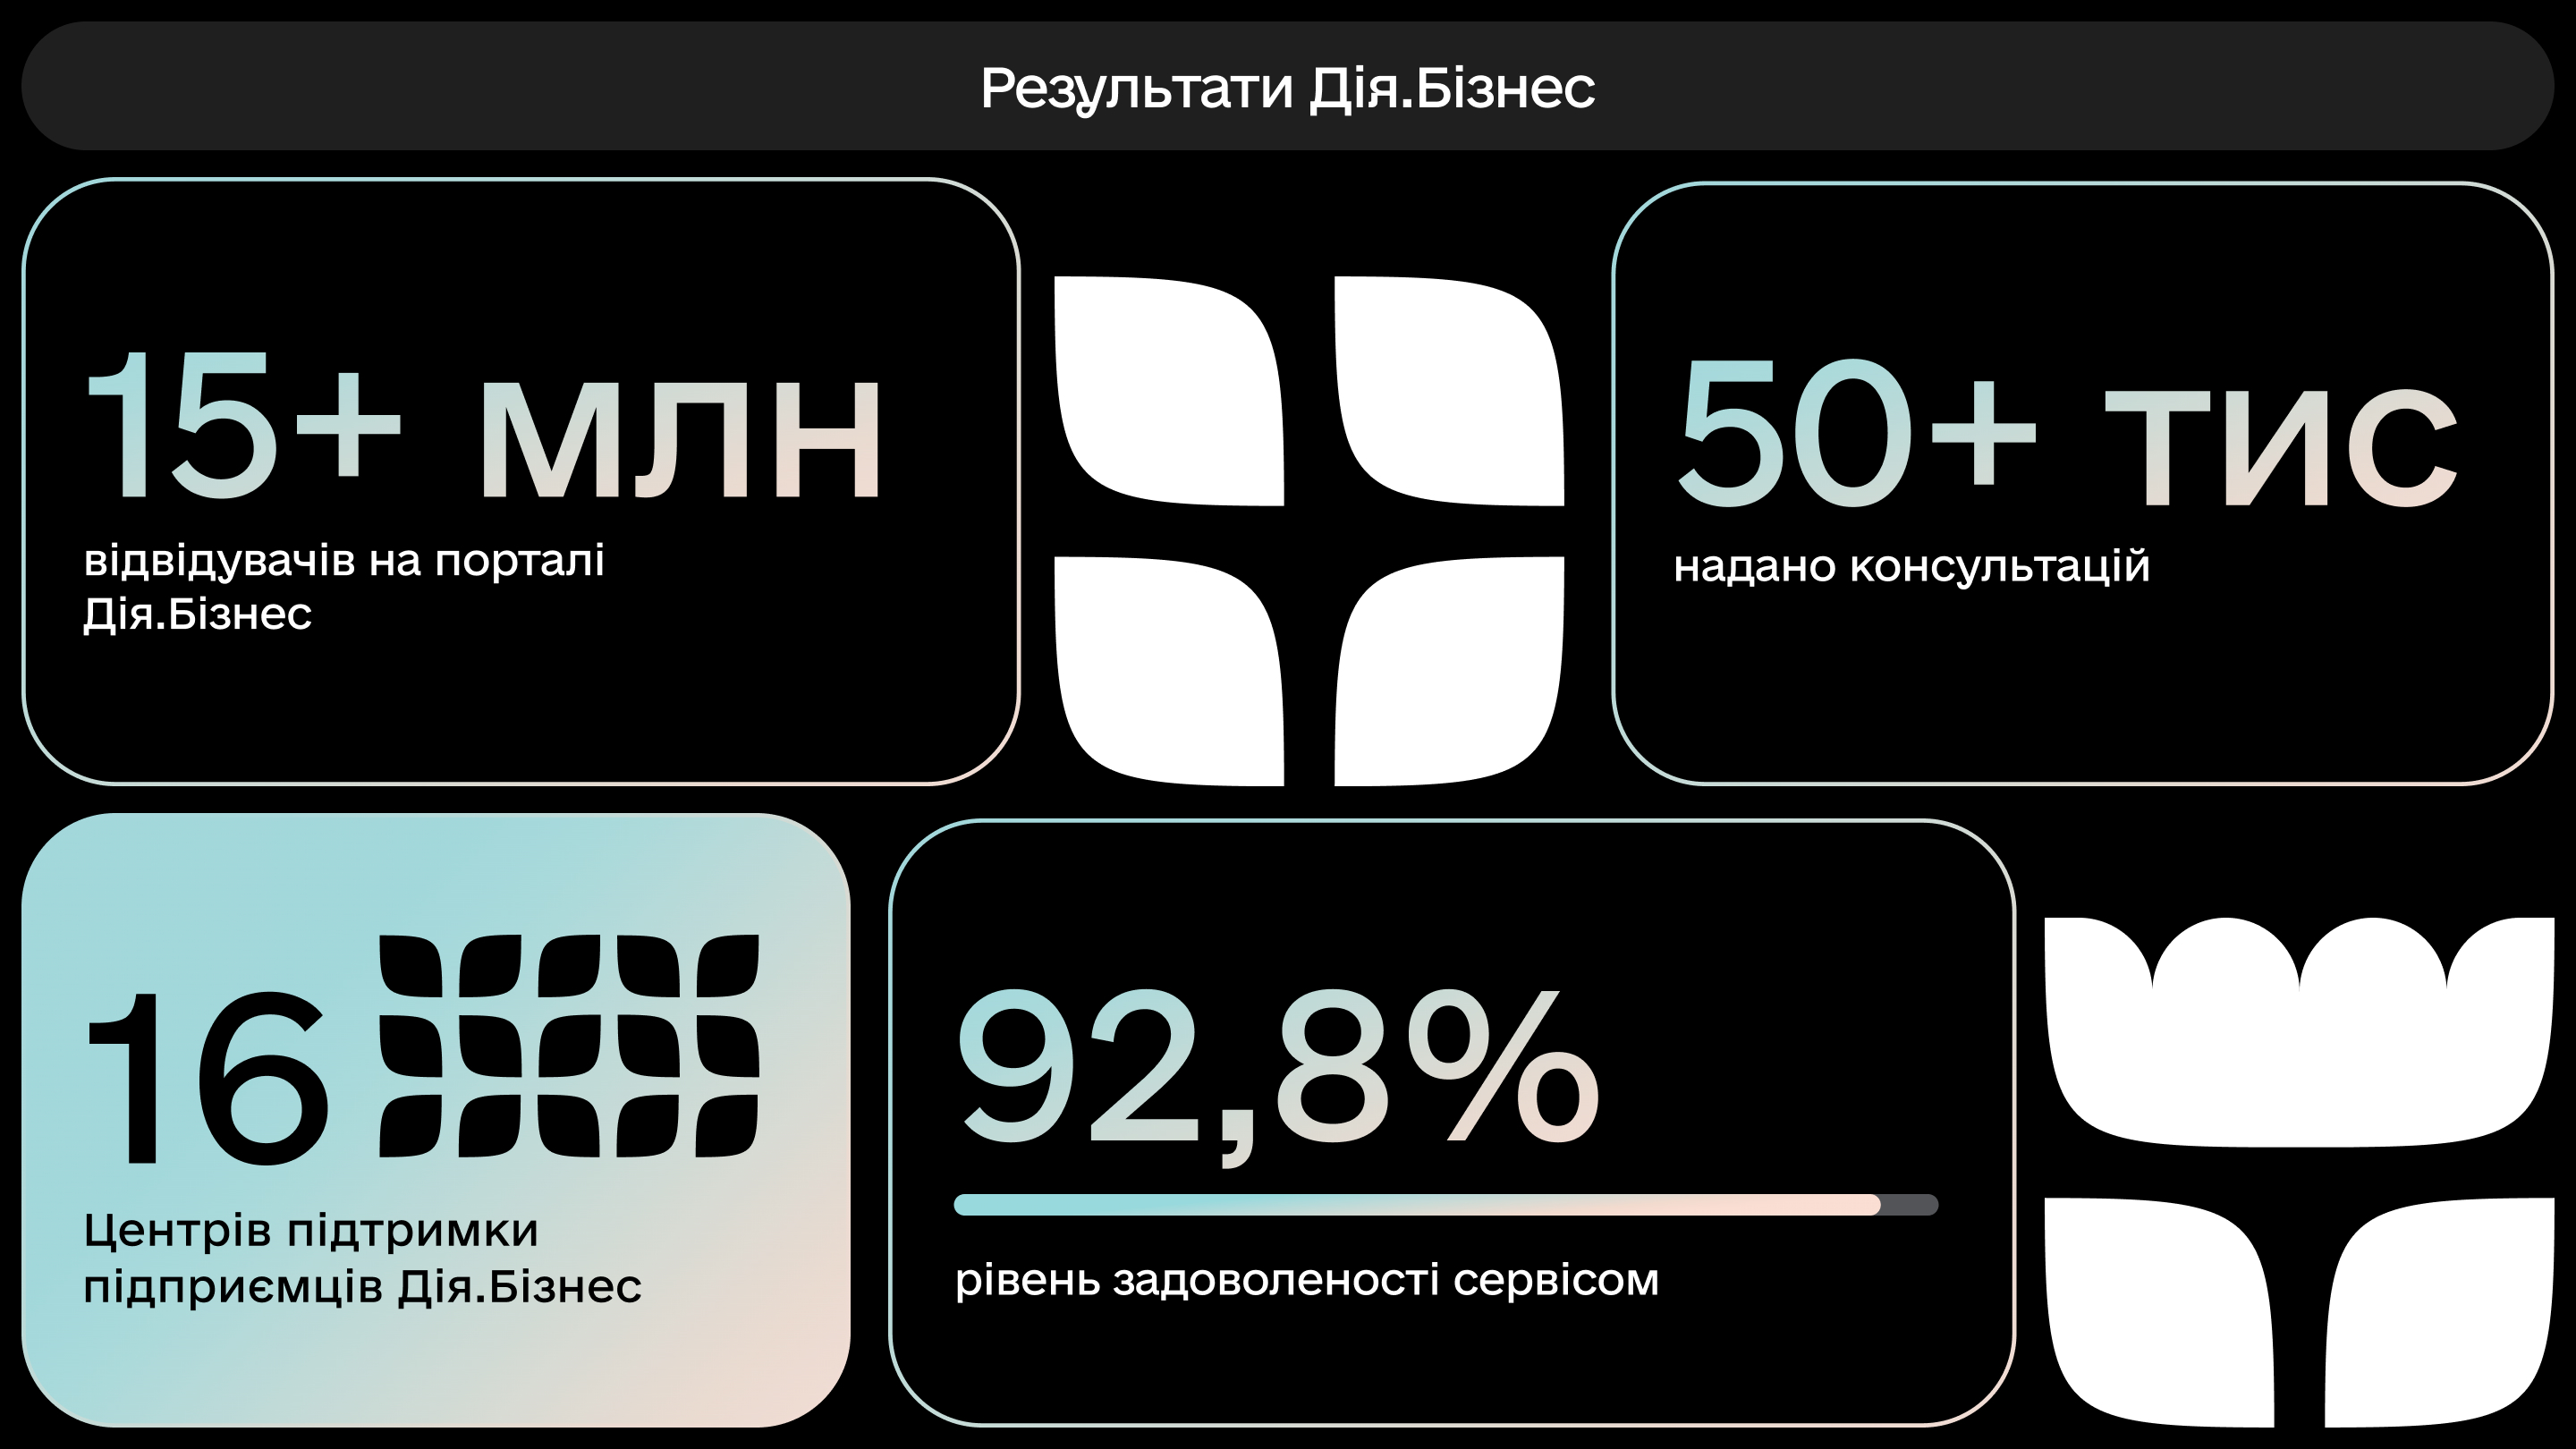 Результати Дія.Бізнес
15+ млн
відвідувачів на порталі
Дія.Бізнес
50+ тис
надано консультацій
16
Центрів підтримки
підприємців Дія.Бізнес
92,8%
рівень задоволеності сервісом